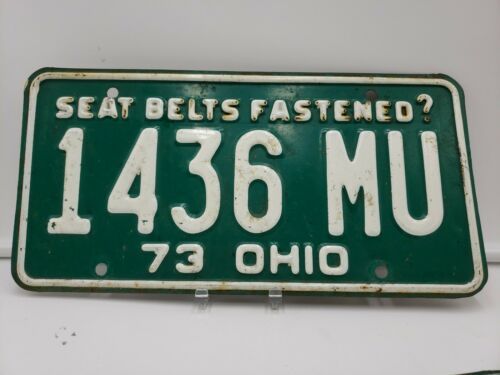 SEAT BELTS FASTENED?
1436 MU
73 OHIO